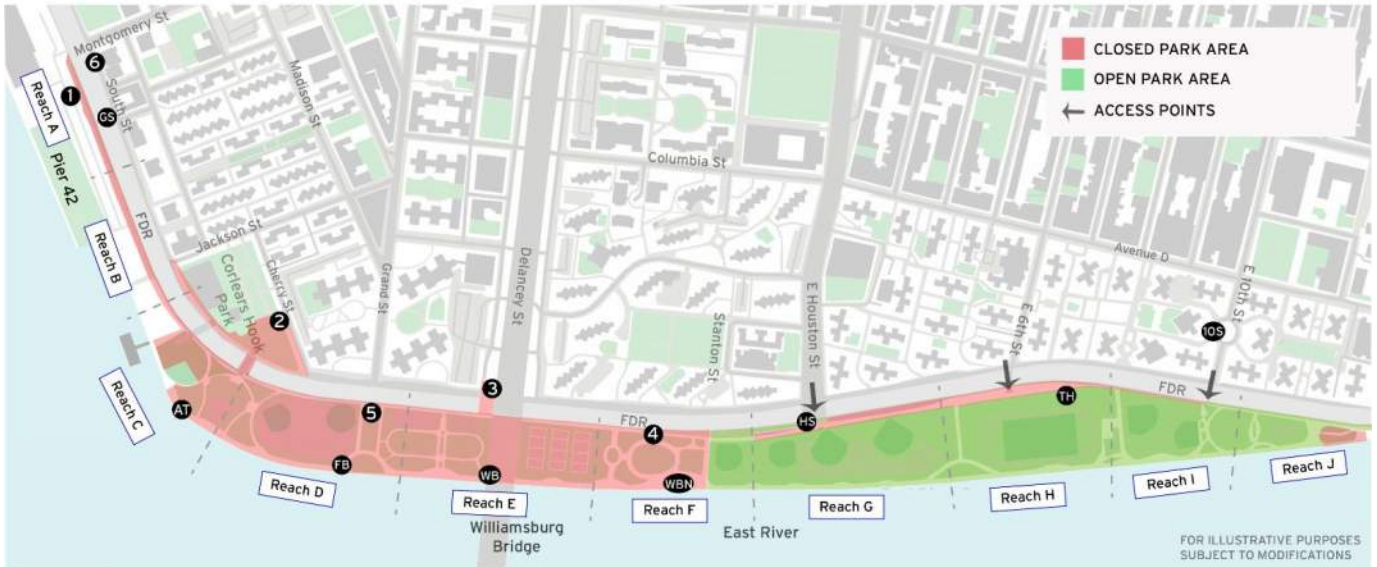 Montgomery St
6
1
South St
GS
Reach A
Pier 42
Madison St
CLOSED PARK AREA
OPEN PARK AREA
ACCESS POINTS
Columbia St
FDR
Reach B
Jackson St
Corlears Hook
Park
Cherry St
2
Grand St
Delancey St
Stanton St
E Houston St
E 6th St
Avenue D
E 10th St
10S
3
FDR
FDR
HS
TH
Reach C
AT
5
4
FB
WB
WBN
Reach D
Reach E
Reach F
Reach G
Reach H
Reach I
Reach J
Williamsburg
Bridge
East River
FOR ILLUSTRATIVE PURPOSES
SUBJECT TO MODIFICATIONS